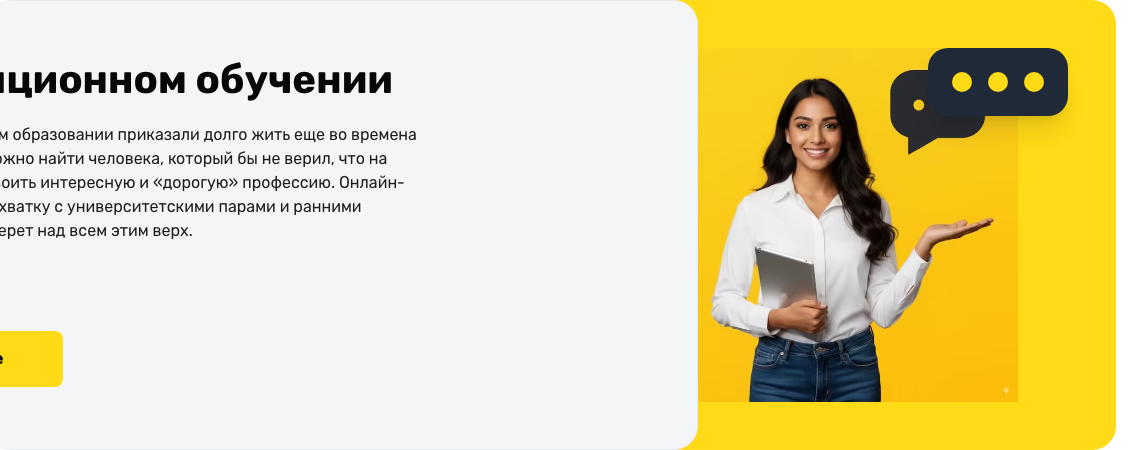 ционном обучении
м образовании приказали долго жить еще во времена
ожно найти человека, который бы не верил, что на
воить интересную и «дорогую» профессию. Онлайн-
хватку с университетскими парами и ранними
ерет над всем этим верх.
е